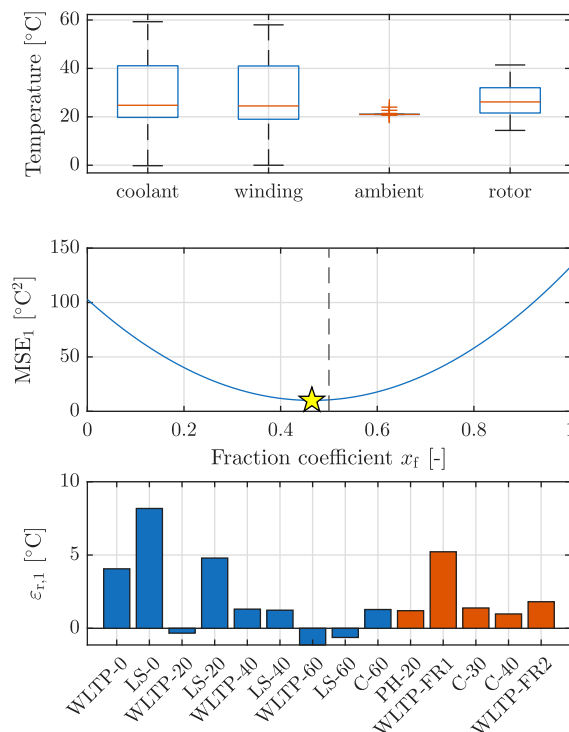 Temperature [°C]
60
40
20
0
coolant winding ambient rotor
MSE₁ [°C²]
150
100
50
0
0 0.2 0.4 0.6 0.8 1
Fraction coefficient x_f [-]
ε_r,1 [°C]
10
5
0
WLTP-0 LS-0 WLTP-20 LS-20 WLTP-40 LS-40 WLTP-60 LS-60 C-60 PH-20 WLTP-FR1 C-30 C-40 WLTP-FR2